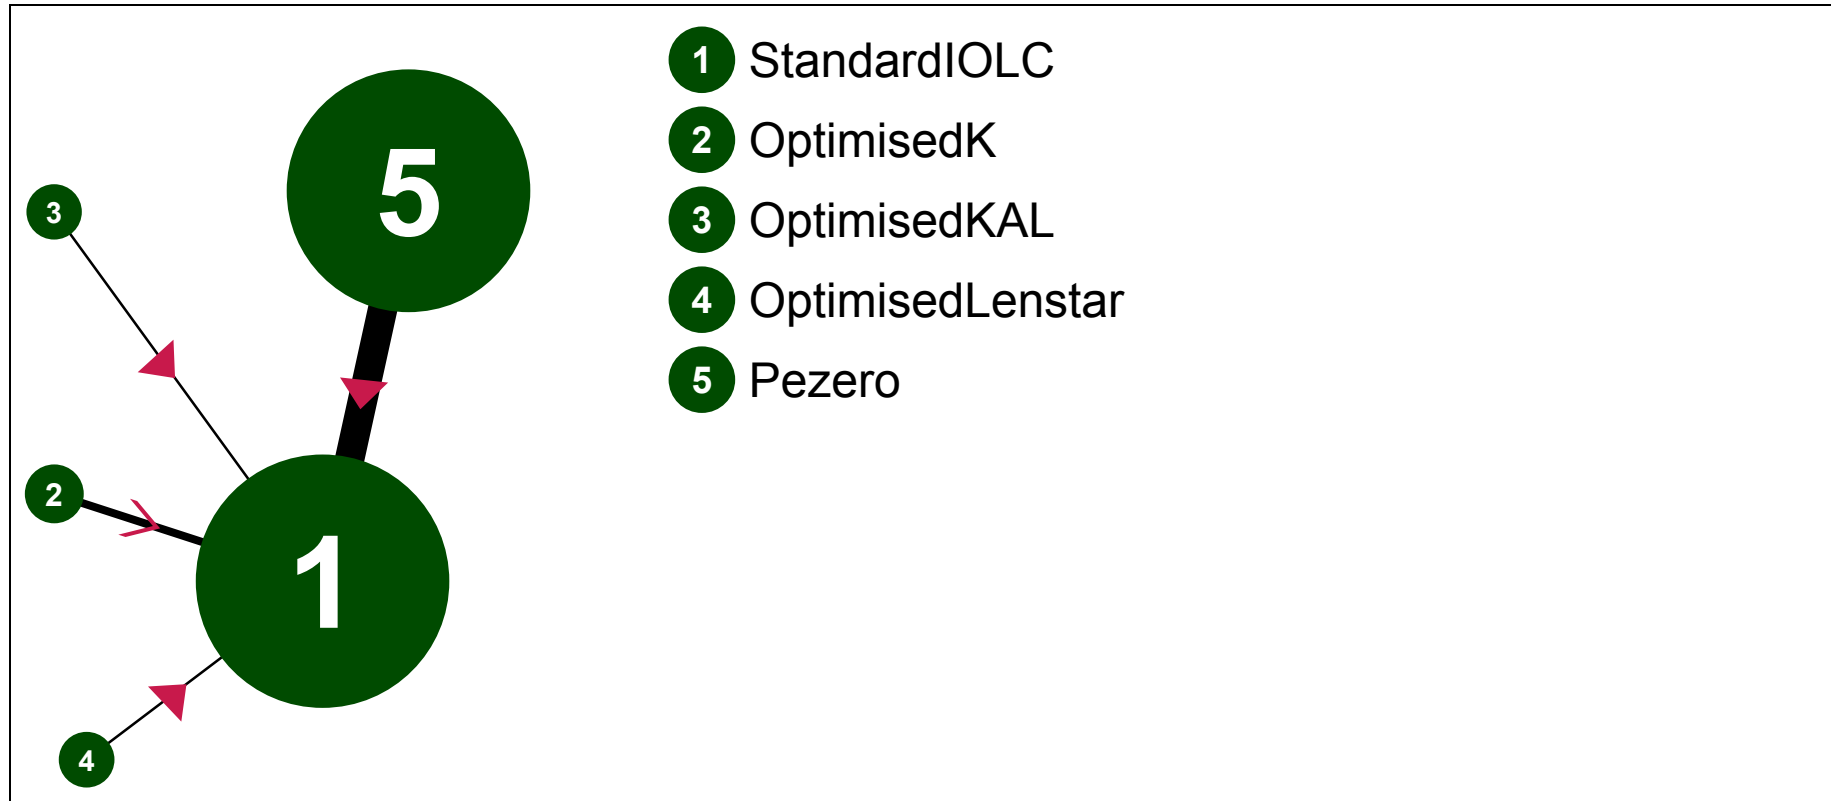 5
3
2
1
4
1 StandardIOLC
2 OptimisedK
3 OptimisedKAL
4 OptimisedLenstar
5 Pezero